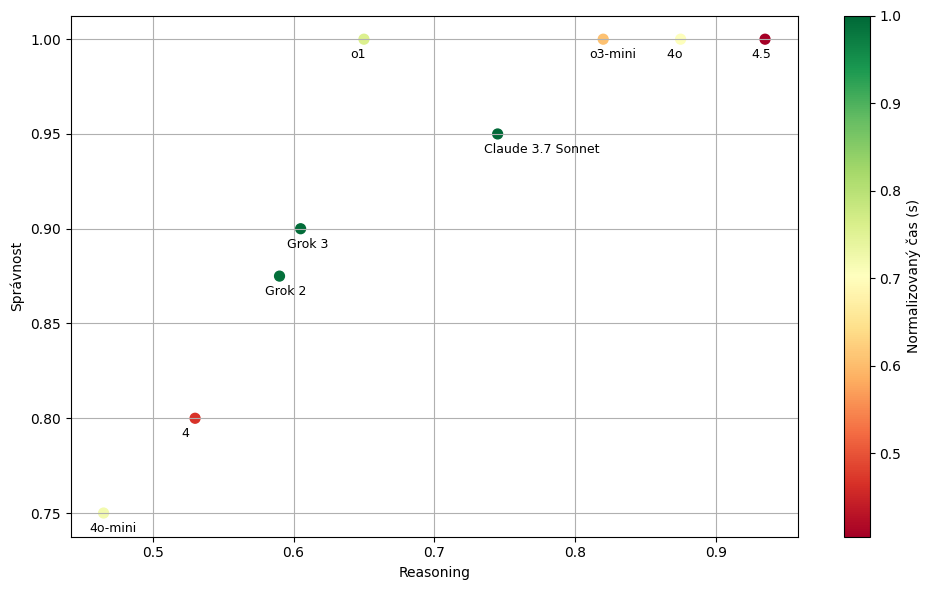 1.00
0.95
0.90
0.85
0.80
0.75
Správnost
o1
o3-mini
4o
4.5
Claude 3.7 Sonnet
Grok 3
Grok 2
4
4o-mini
0.5
0.6
0.7
0.8
0.9
Reasoning
1.0
0.9
0.8
0.7
0.6
0.5
Normalizovaný čas (s)